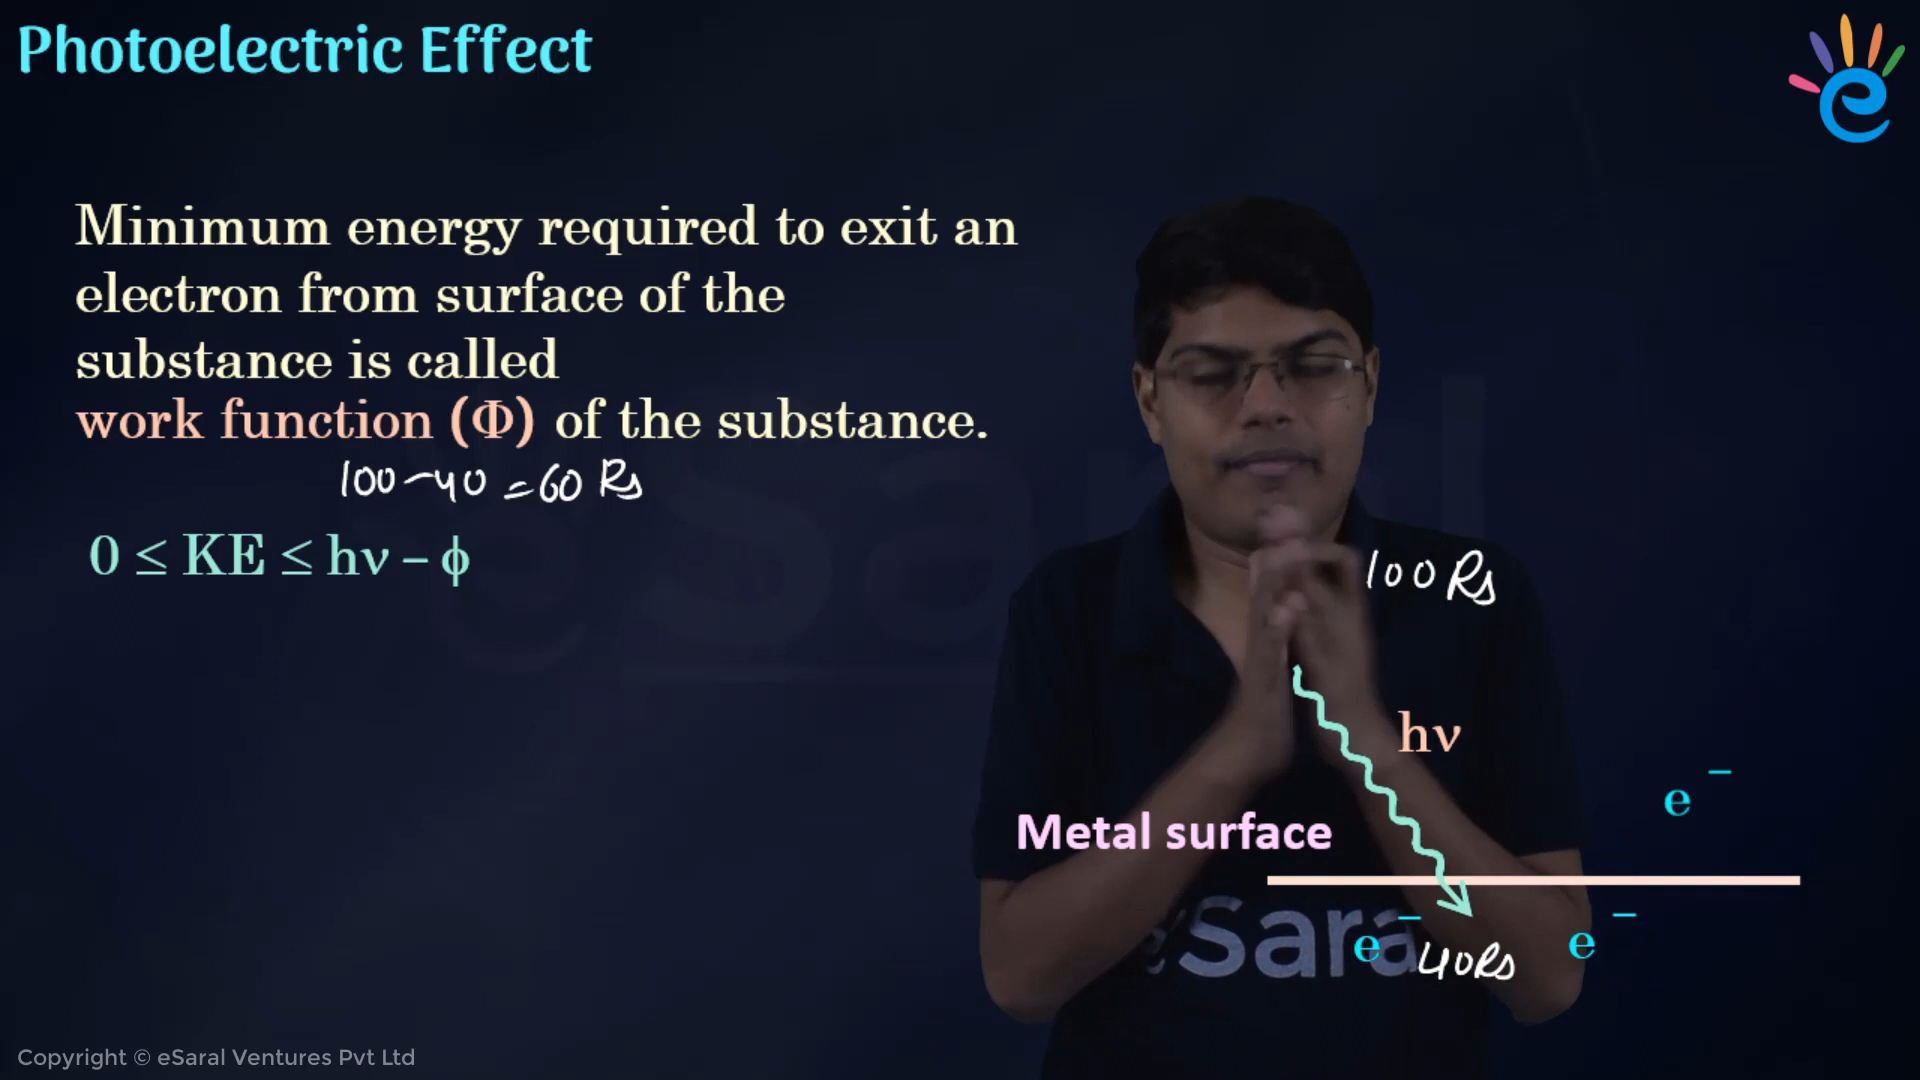 Photoelectric Effect
Minimum energy required to exit an
electron from surface of the
substance is called
work function (Φ) of the substance.
100-40 = 60 Rs
0 ≤ KE ≤ hν – ϕ
100 Rs
hν
e⁻
Metal surface
eSara
e⁻ 40Rs e⁻
Copyright © eSaral Ventures Pvt Ltd